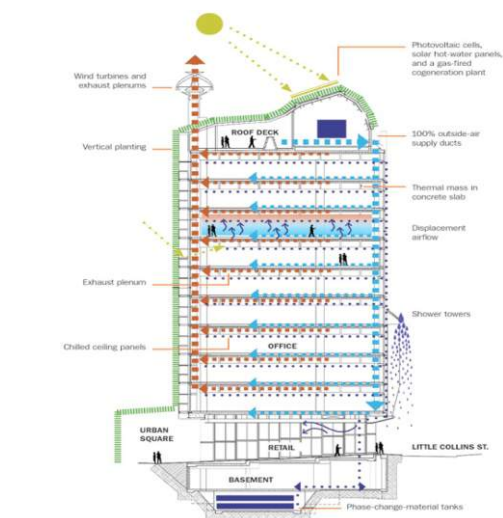 Photovoltaic cells,
solar hot-water panels,
and a gas-fired
cogeneration plant
Wind turbines and
exhaust plenums
ROOF DECK
100% outside-air
supply ducts
Vertical planting
Thermal mass in
concrete slab
Displacement
airflow
Exhaust plenum
Shower towers
Chilled ceiling panels
OFFICE
URBAN
SQUARE
RETAIL
LITTLE COLLINS ST.
BASEMENT
Phase-change-material tanks